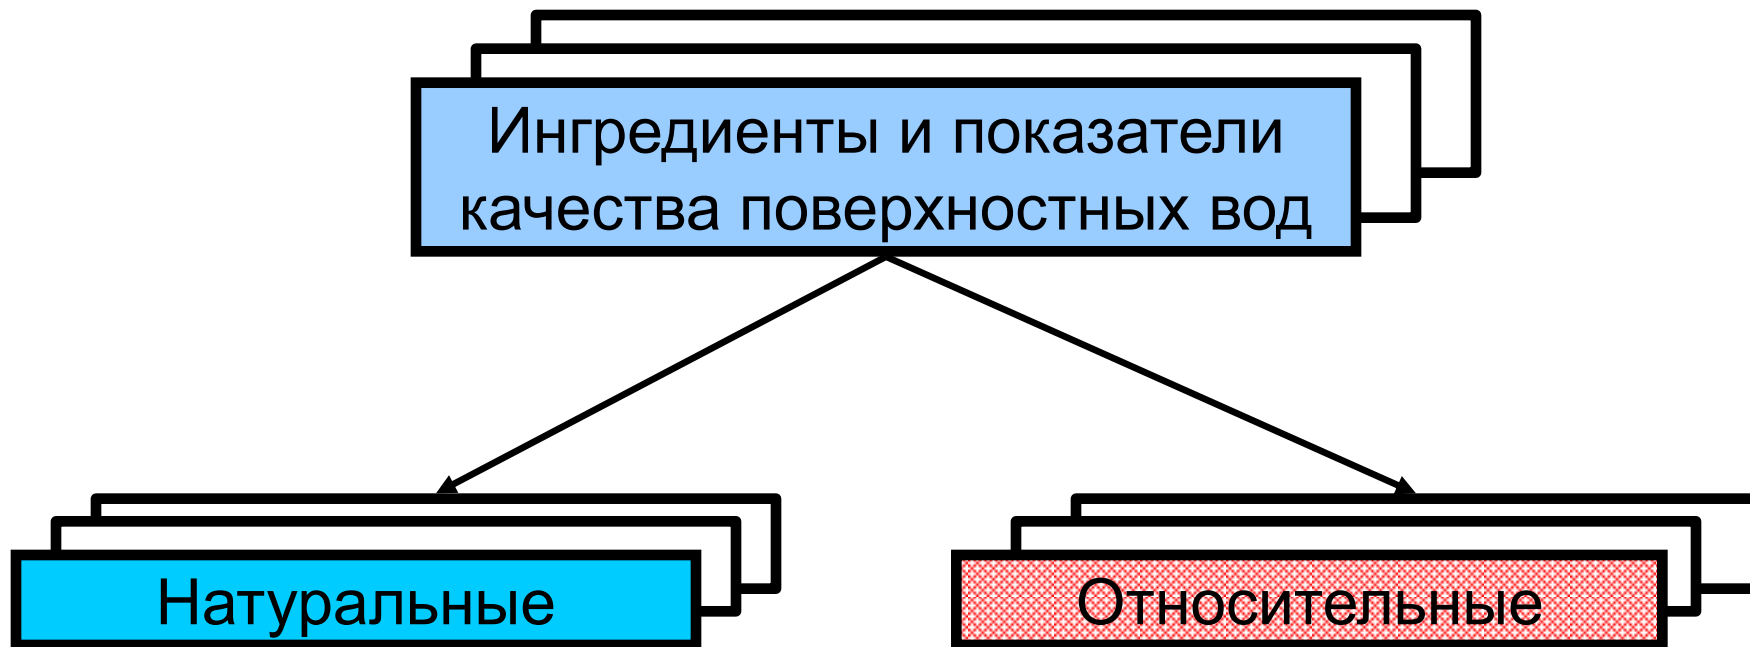 Ингредиенты и показатели
качества поверхностных вод
Натуральные
Относительные